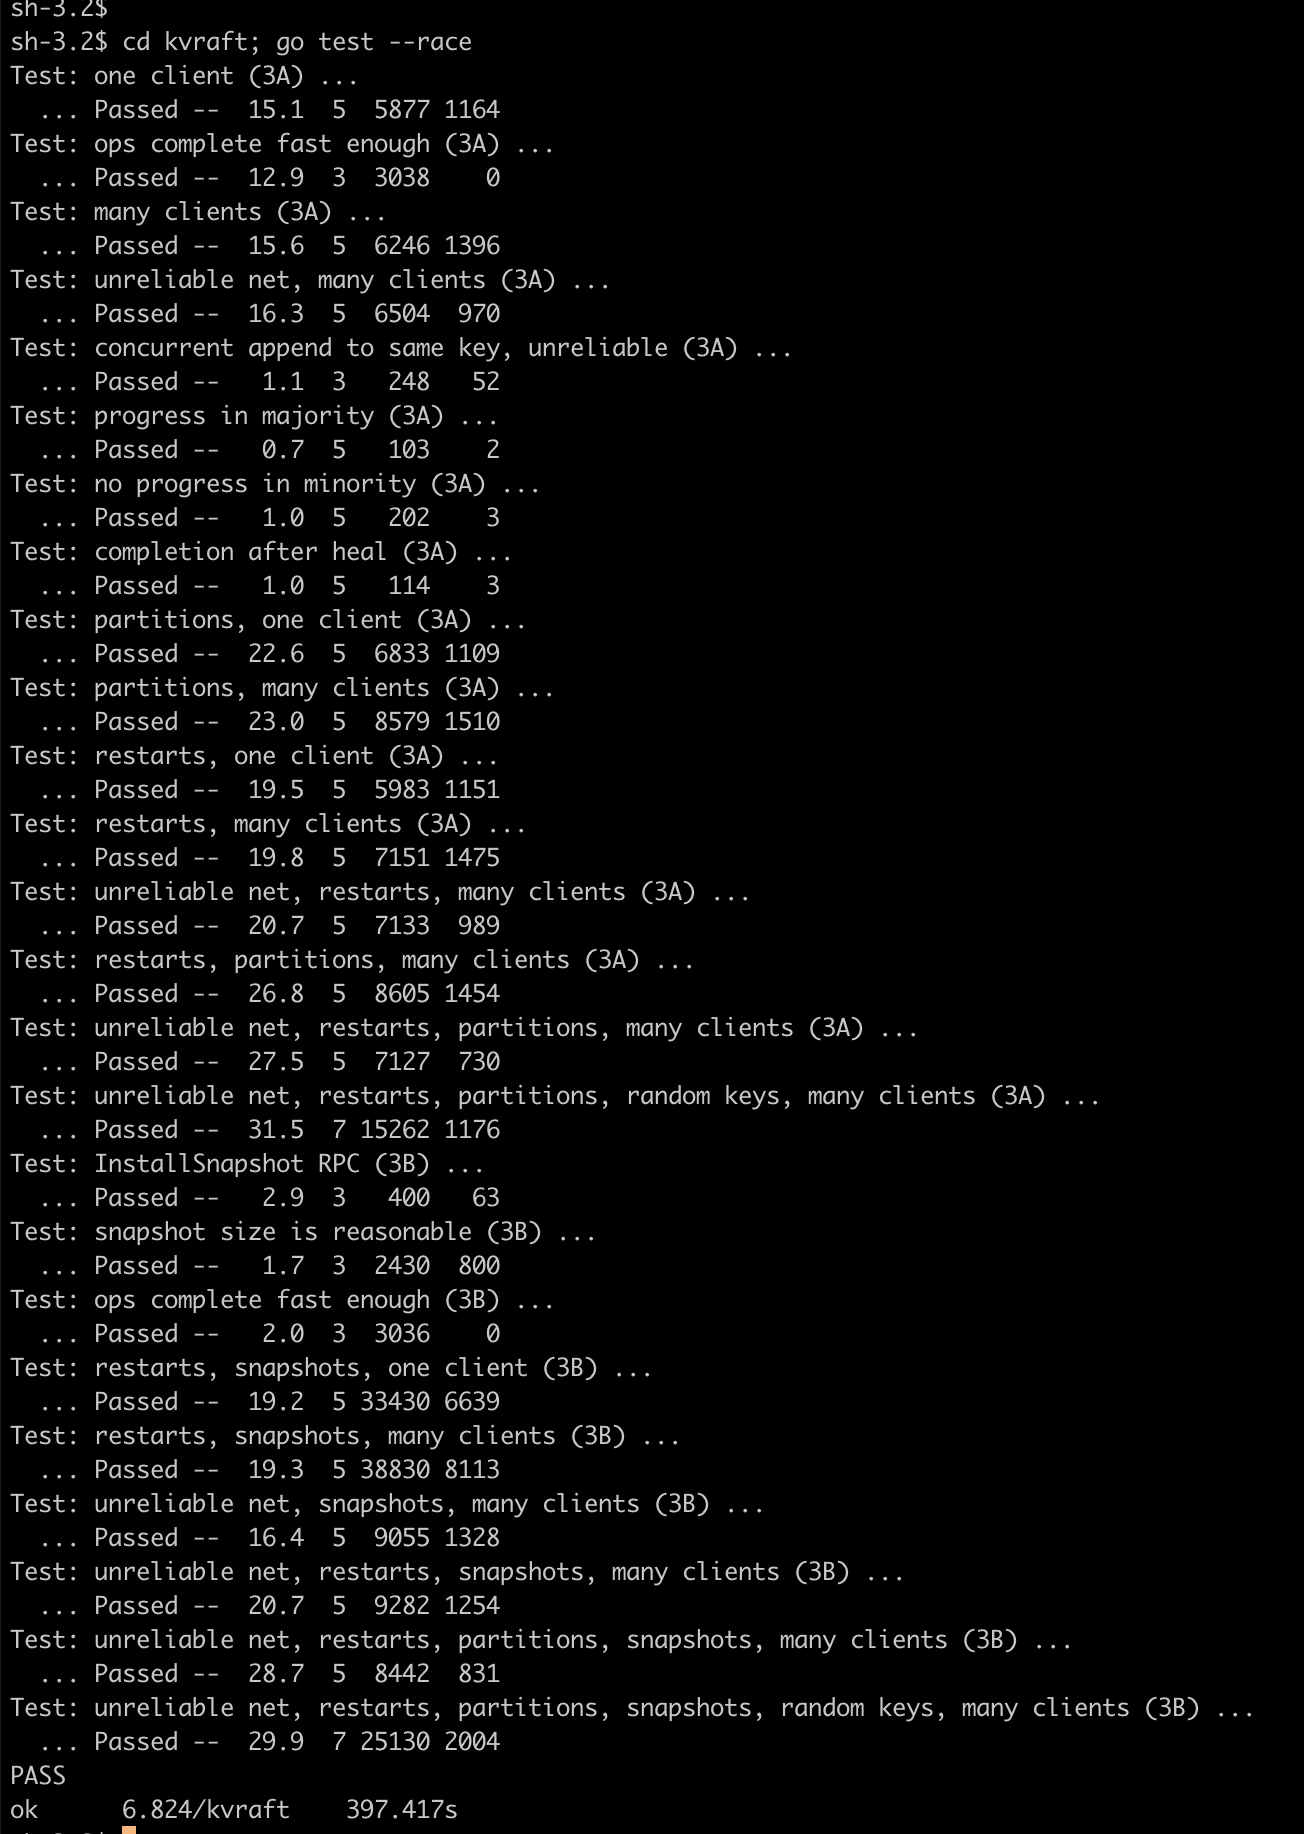 sh-3.2$
sh-3.2$ cd kvraft; go test --race
Test: one client (3A) ...
  ... Passed --  15.1  5  5877 1164
Test: ops complete fast enough (3A) ...
  ... Passed --  12.9  3  3038    0
Test: many clients (3A) ...
  ... Passed --  15.6  5  6246 1396
Test: unreliable net, many clients (3A) ...
  ... Passed --  16.3  5  6504  970
Test: concurrent append to same key, unreliable (3A) ...
  ... Passed --   1.1  3   248   52
Test: progress in majority (3A) ...
  ... Passed --   0.7  5   103    2
Test: no progress in minority (3A) ...
  ... Passed --   1.0  5   202    3
Test: completion after heal (3A) ...
  ... Passed --   1.0  5   114    3
Test: partitions, one client (3A) ...
  ... Passed --  22.6  5  6833 1109
Test: partitions, many clients (3A) ...
  ... Passed --  23.0  5  8579 1510
Test: restarts, one client (3A) ...
  ... Passed --  19.5  5  5983 1151
Test: restarts, many clients (3A) ...
  ... Passed --  19.8  5  7151 1475
Test: unreliable net, restarts, many clients (3A) ...
  ... Passed --  20.7  5  7133  989
Test: restarts, partitions, many clients (3A) ...
  ... Passed --  26.8  5  8605 1454
Test: unreliable net, restarts, partitions, many clients (3A) ...
  ... Passed --  27.5  5  7127  730
Test: unreliable net, restarts, partitions, random keys, many clients (3A) ...
  ... Passed --  31.5  7 15262 1176
Test: InstallSnapshot RPC (3B) ...
  ... Passed --   2.9  3   400   63
Test: snapshot size is reasonable (3B) ...
  ... Passed --   1.7  3  2430  800
Test: ops complete fast enough (3B) ...
  ... Passed --   2.0  3  3036    0
Test: restarts, snapshots, one client (3B) ...
  ... Passed --  19.2  5 33430 6639
Test: restarts, snapshots, many clients (3B) ...
  ... Passed --  19.3  5 38830 8113
Test: unreliable net, snapshots, many clients (3B) ...
  ... Passed --  16.4  5  9055 1328
Test: unreliable net, restarts, snapshots, many clients (3B) ...
  ... Passed --  20.7  5  9282 1254
Test: unreliable net, restarts, partitions, snapshots, many clients (3B) ...
  ... Passed --  28.7  5  8442  831
Test: unreliable net, restarts, partitions, snapshots, random keys, many clients (3B) ...
  ... Passed --  29.9  7 25130 2004
PASS
ok      6.824/kvraft    397.417s